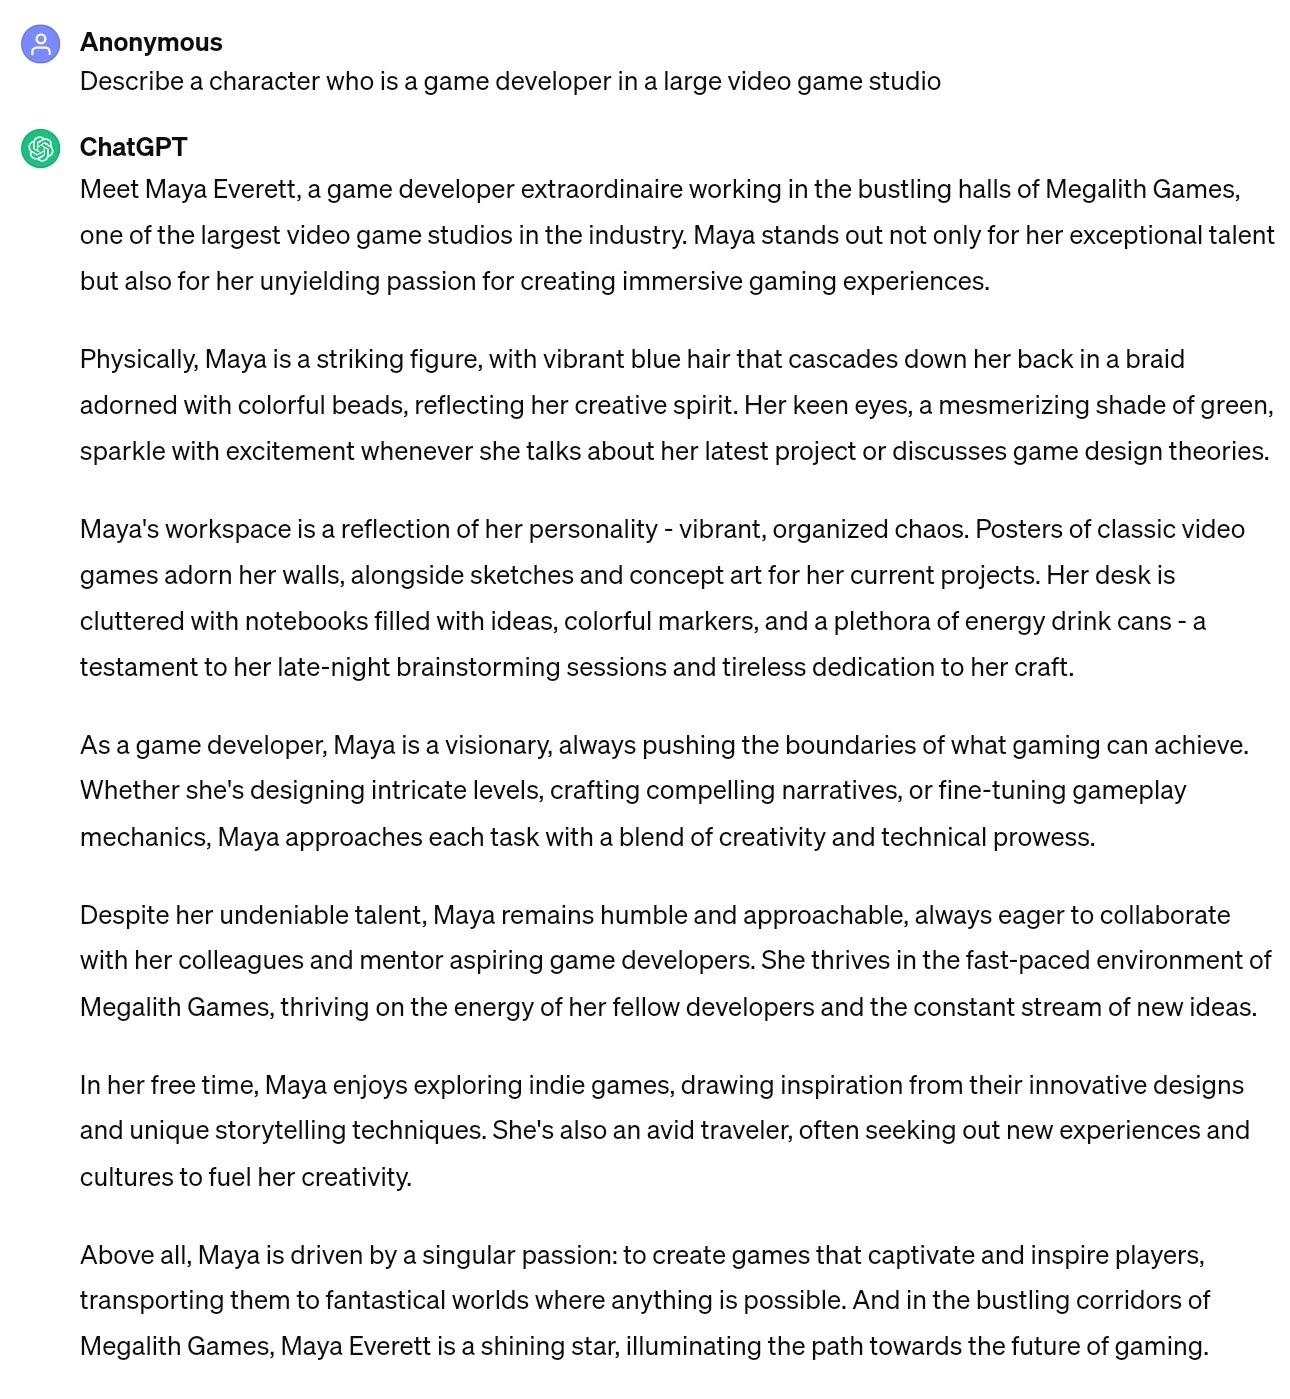 Anonymous
Describe a character who is a game developer in a large video game studio
ChatGPT
Meet Maya Everett, a game developer extraordinaire working in the bustling halls of Megalith Games,
one of the largest video game studios in the industry. Maya stands out not only for her exceptional talent
but also for her unyielding passion for creating immersive gaming experiences.
Physically, Maya is a striking figure, with vibrant blue hair that cascades down her back in a braid
adorned with colorful beads, reflecting her creative spirit. Her keen eyes, a mesmerizing shade of green,
sparkle with excitement whenever she talks about her latest project or discusses game design theories.
Maya's workspace is a reflection of her personality - vibrant, organized chaos. Posters of classic video
games adorn her walls, alongside sketches and concept art for her current projects. Her desk is
cluttered with notebooks filled with ideas, colorful markers, and a plethora of energy drink cans - a
testament to her late-night brainstorming sessions and tireless dedication to her craft.
As a game developer, Maya is a visionary, always pushing the boundaries of what gaming can achieve.
Whether she's designing intricate levels, crafting compelling narratives, or fine-tuning gameplay
mechanics, Maya approaches each task with a blend of creativity and technical prowess.
Despite her undeniable talent, Maya remains humble and approachable, always eager to collaborate
with her colleagues and mentor aspiring game developers. She thrives in the fast-paced environment of
Megalith Games, thriving on the energy of her fellow developers and the constant stream of new ideas.
In her free time, Maya enjoys exploring indie games, drawing inspiration from their innovative designs
and unique storytelling techniques. She's also an avid traveler, often seeking out new experiences and
cultures to fuel her creativity.
Above all, Maya is driven by a singular passion: to create games that captivate and inspire players,
transporting them to fantastical worlds where anything is possible. And in the bustling corridors of
Megalith Games, Maya Everett is a shining star, illuminating the path towards the future of gaming.